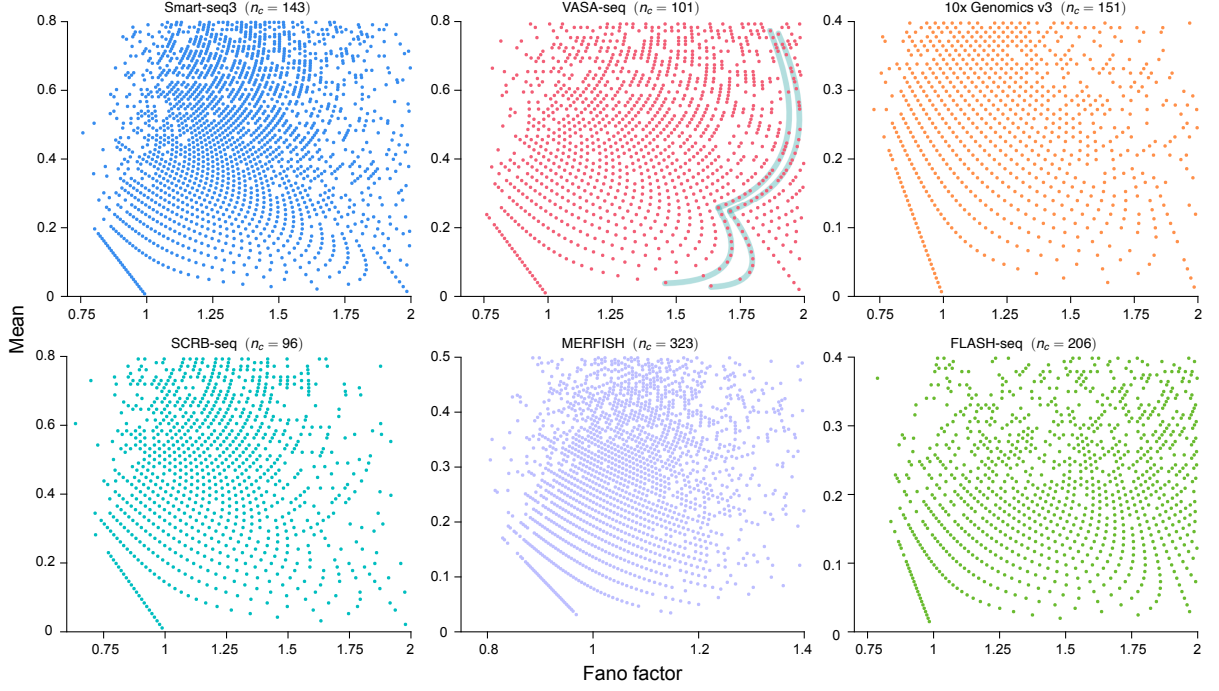 Smart-seq3 (n_c = 143)
0.8
0.6
0.4
0.2
0
0.75 1 1.25 1.5 1.75 2
VASA-seq (n_c = 101)
0.8
0.6
0.4
0.2
0
0.75 1 1.25 1.5 1.75 2
10x Genomics v3 (n_c = 151)
0.4
0.3
0.2
0.1
0
0.75 1 1.25 1.5 1.75 2
Mean
SCRB-seq (n_c = 96)
0.8
0.6
0.4
0.2
0
0.75 1 1.25 1.5 1.75 2
MERFISH (n_c = 323)
0.5
0.4
0.3
0.2
0.1
0
0.8 1 1.2 1.4
FLASH-seq (n_c = 206)
0.4
0.3
0.2
0.1
0
0.75 1 1.25 1.5 1.75 2
Fano factor